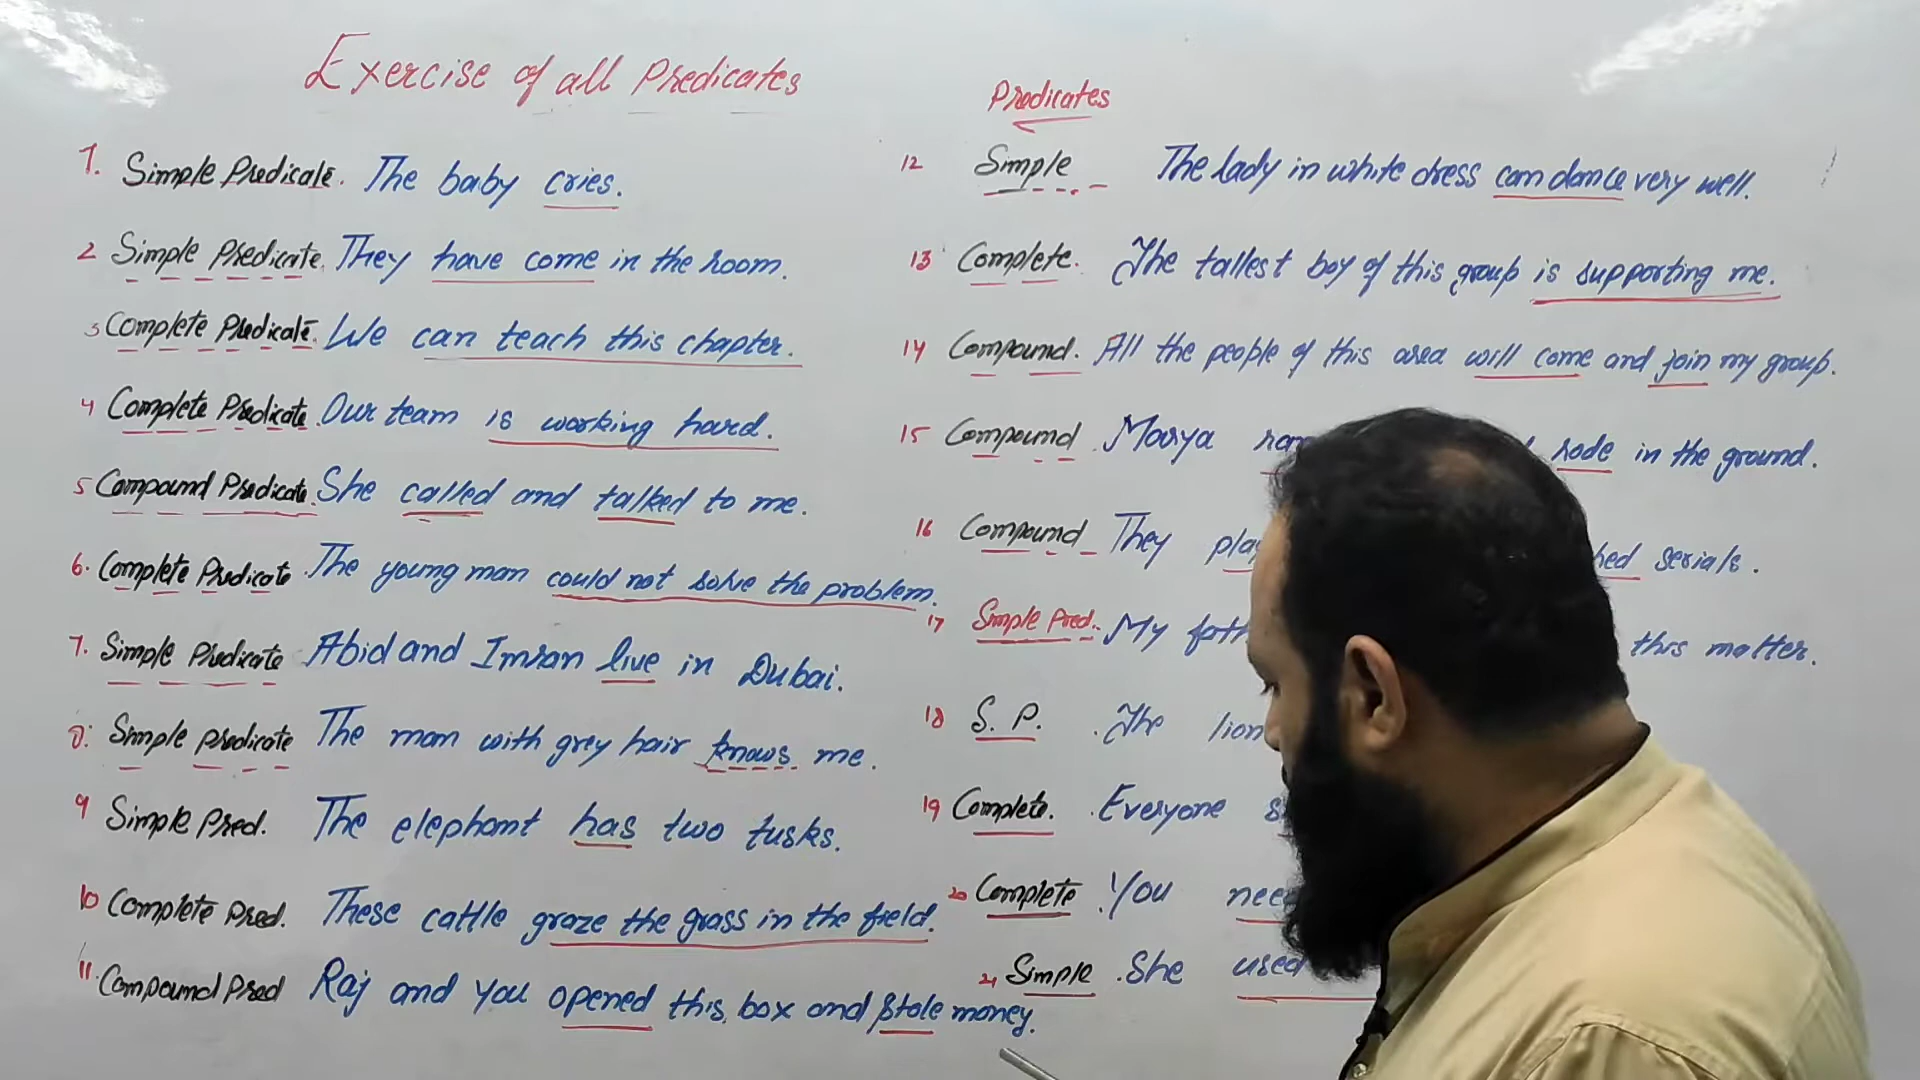 Exercise of all Predicates
1. Simple Predicate. The baby cries.
2 Simple Predicate. They have come in the room.
3 Complete Predicate. We can teach this chapter.
4 Complete Predicate. Our team is working hard.
5 Compound Predicate. She called and talked to me.
6. Complete Predicate. The young man could not solve the problem.
7. Simple Predicate Abid and Imran live in Dubai.
8. Simple predicate The man with grey hair knows me.
9 Simple Pred. The elephant has two tusks.
10 Complete Pred. These cattle graze the grass in the field.
11. Compound Pred Raj and you opened this box and stole money.
Predicates
12 Simple The lady in white dress can dance very well.
13 Complete. The tallest boy of this group is supporting me.
14 Compound. All the people of this area will come and join my group.
15 Compound. Marya rode in the ground.
16 Compound They serials.
17 Simple Pred. My this matter.
18 S. P. The lion
19 Complete. Everyone
20 Complete. You
21 Simple. She used